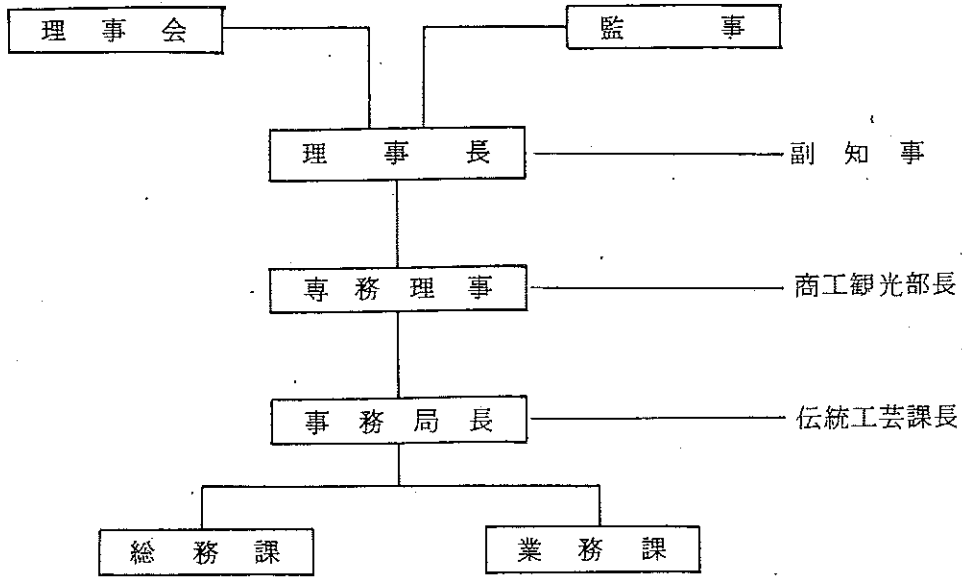 理事会
監事
理事長
副知事
専務理事
商工観光部長
事務局長
伝統工芸課長
総務課
業務課